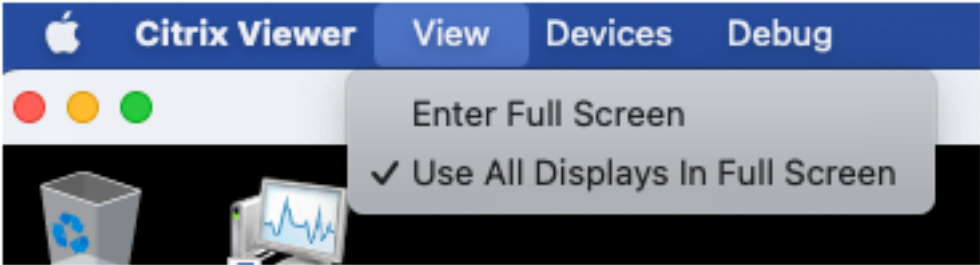 Citrix Viewer View Devices Debug
Enter Full Screen
✓ Use All Displays In Full Screen